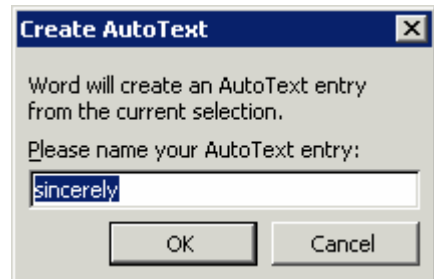 Create AutoText
Word will create an AutoText entry
from the current selection.
Please name your AutoText entry:
sincerely
OK Cancel